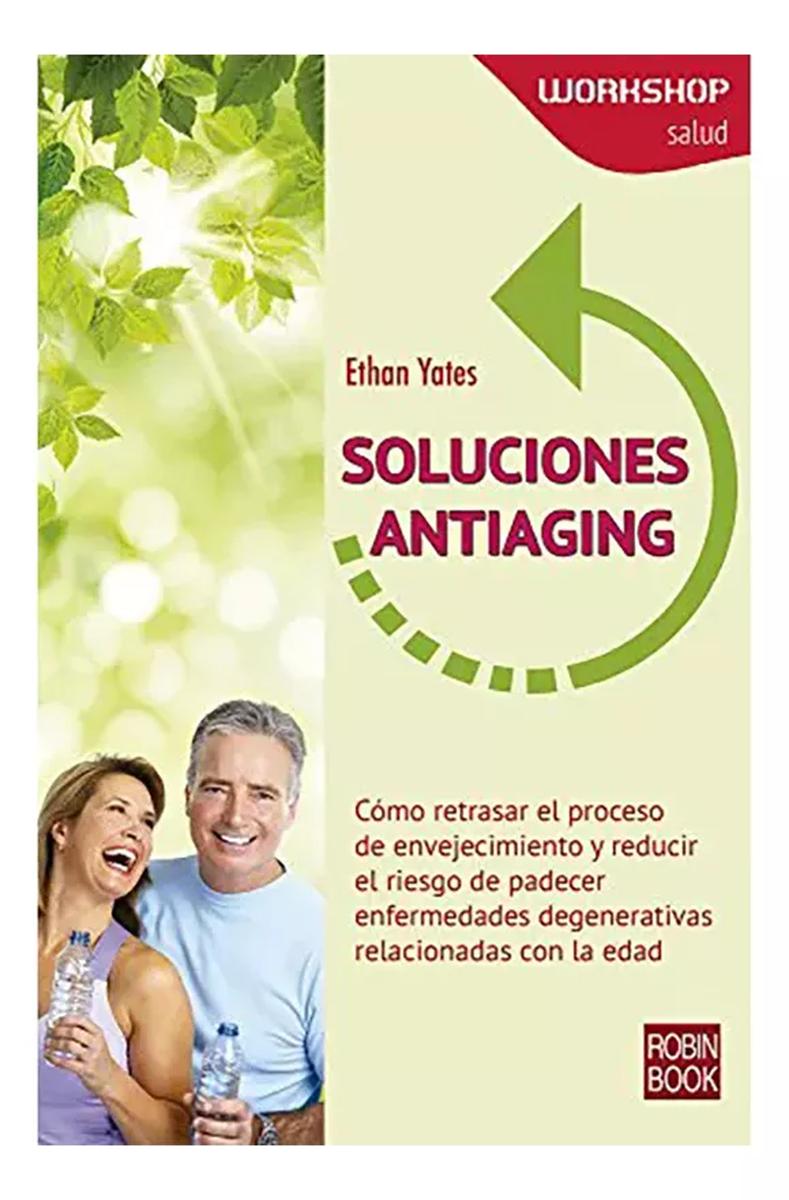 WORKSHOP
salud
Ethan Yates
SOLUCIONES
ANTIAGING
Cómo retrasar el proceso
de envejecimiento y reducir
el riesgo de padecer
enfermedades degenerativas
relacionadas con la edad
ROBIN
BOOK